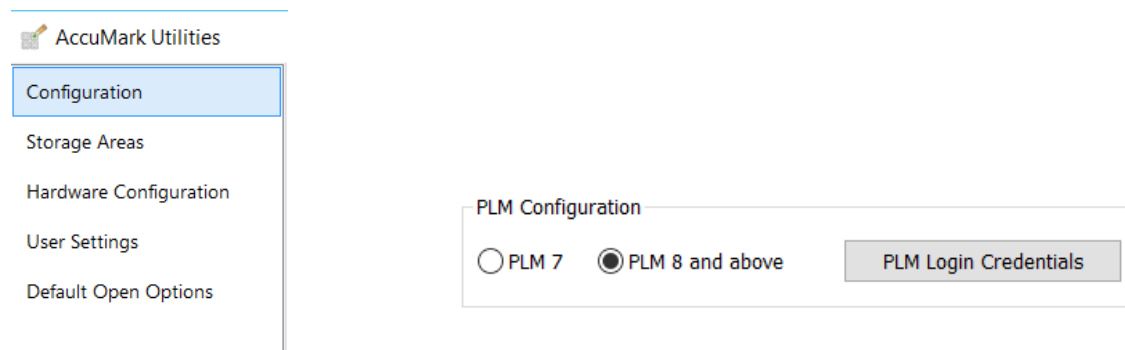 AccuMark Utilities
Configuration
Storage Areas
Hardware Configuration
User Settings
Default Open Options
PLM Configuration
PLM 7 PLM 8 and above PLM Login Credentials